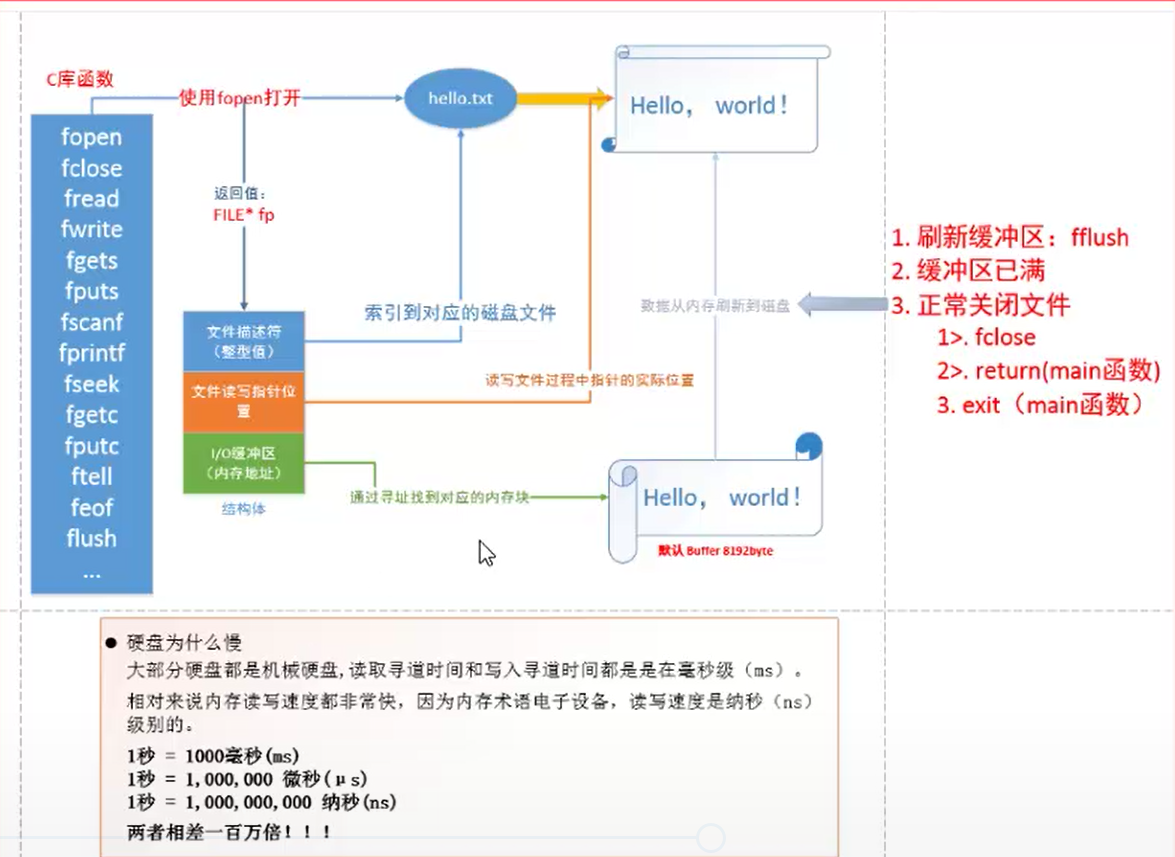 C库函数
使用fopen打开
hello.txt
Hello， world！
fopen
fclose
fread
fwrite
fgets
fputs
fscanf
fprintf
fseek
fgetc
fputc
ftell
feof
flush
...
返回值：
FILE* fp
文件描述符
（整型值）
文件读写指针位
置
I/O缓冲区
（内存地址）
结构体
索引到对应的磁盘文件
读写文件过程中指针的实际位置
通过寻址找到对应的内存块
数据从内存刷新到磁盘
Hello， world！
默认 Buffer 8192byte
1. 刷新缓冲区：fflush
2. 缓冲区已满
3. 正常关闭文件
1>. fclose
2>. return(main函数)
3. exit（main函数）
● 硬盘为什么慢
大部分硬盘都是机械硬盘,读取寻道时间和写入寻道时间都是是在毫秒级（ms）。
相对来说内存读写速度都非常快，因为内存术语电子设备，读写速度是纳秒（ns）
级别的。
1秒 = 1000毫秒(ms)
1秒 = 1,000,000 微秒(μs)
1秒 = 1,000,000,000 纳秒(ns)
两者相差一百万倍！！！